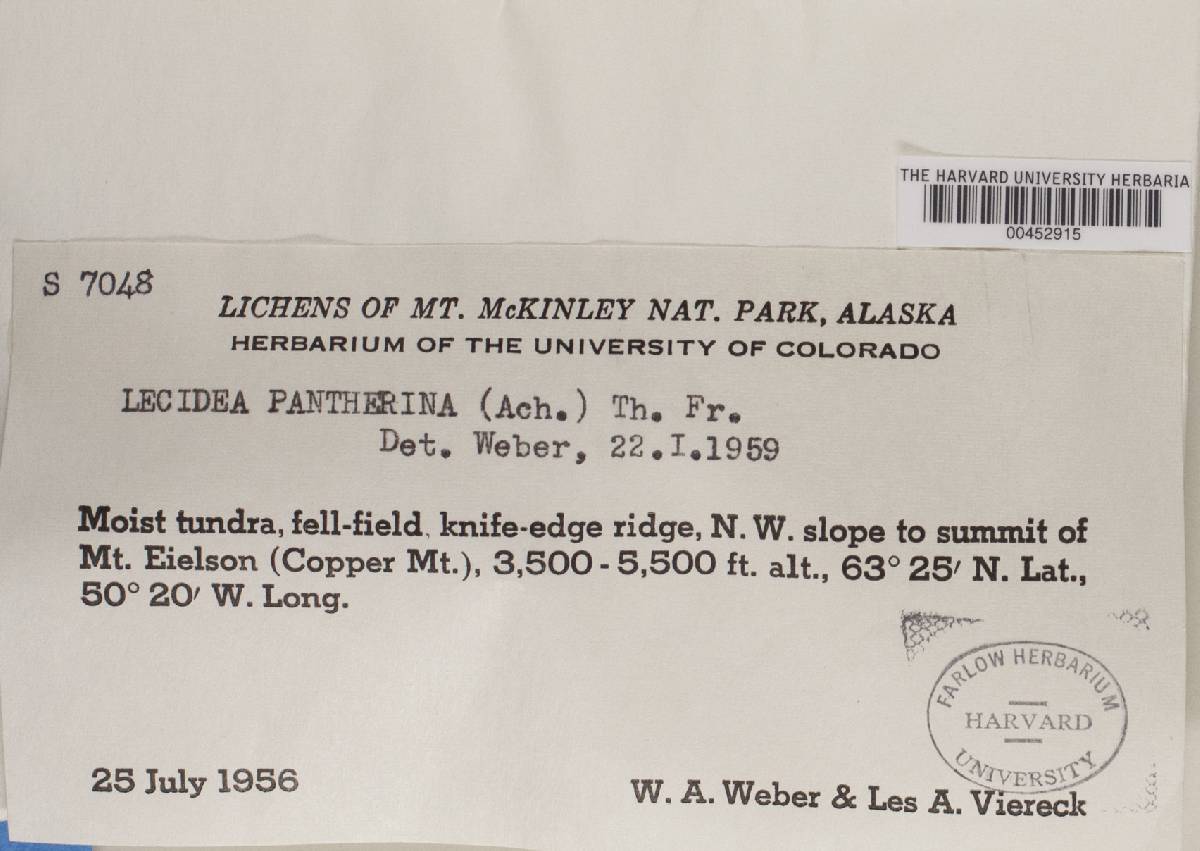 THE HARVARD UNIVERSITY HERBARIA
00452915
S 7048
LICHENS OF MT. McKINLEY NAT. PARK, ALASKA
HERBARIUM OF THE UNIVERSITY OF COLORADO
LECIDEA PANTHERINA (Ach.) Th. Fr.
Det. Weber, 22.I.1959
Moist tundra, fell-field, knife-edge ridge, N. W. slope to summit of
Mt. Eielson (Copper Mt.), 3,500 - 5,500 ft. alt., 63° 25′ N. Lat.,
50° 20′ W. Long.
FARLOW HERBARIUM
HARVARD
UNIVERSITY
25 July 1956
W. A. Weber & Les A. Viereck